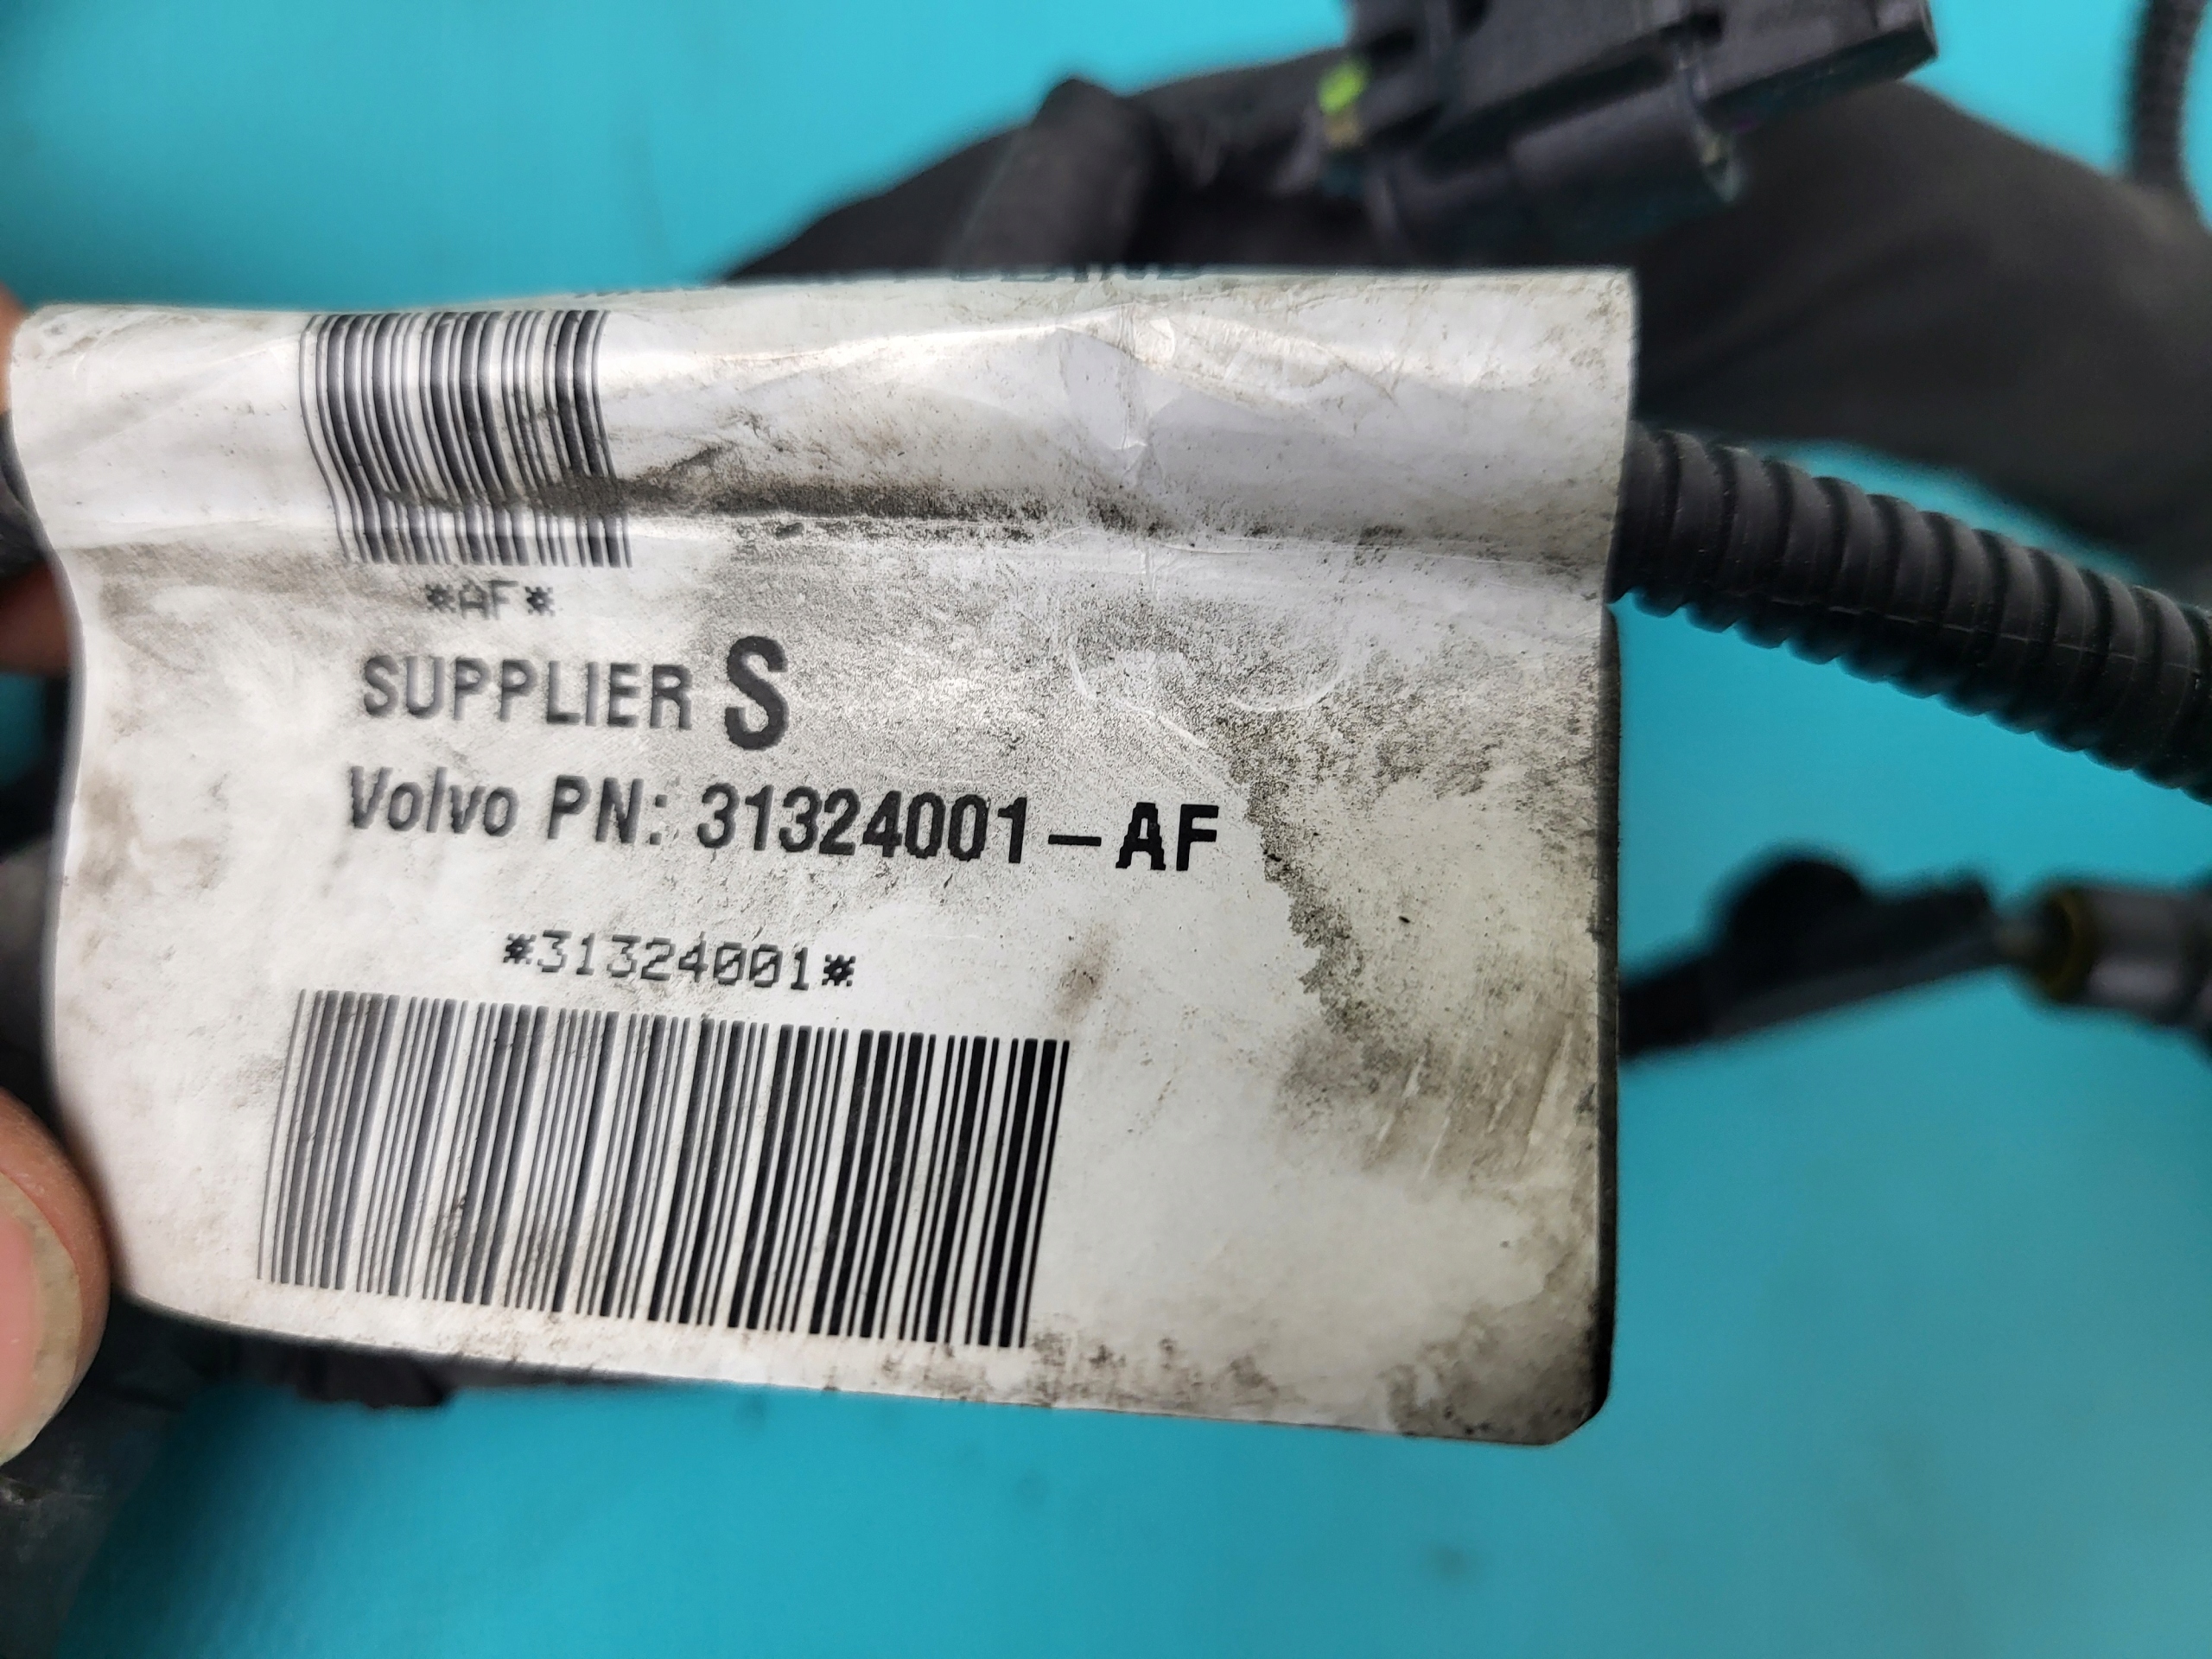 *AF*
SUPPLIER S
Volvo PN: 31324001-AF
*31324001*